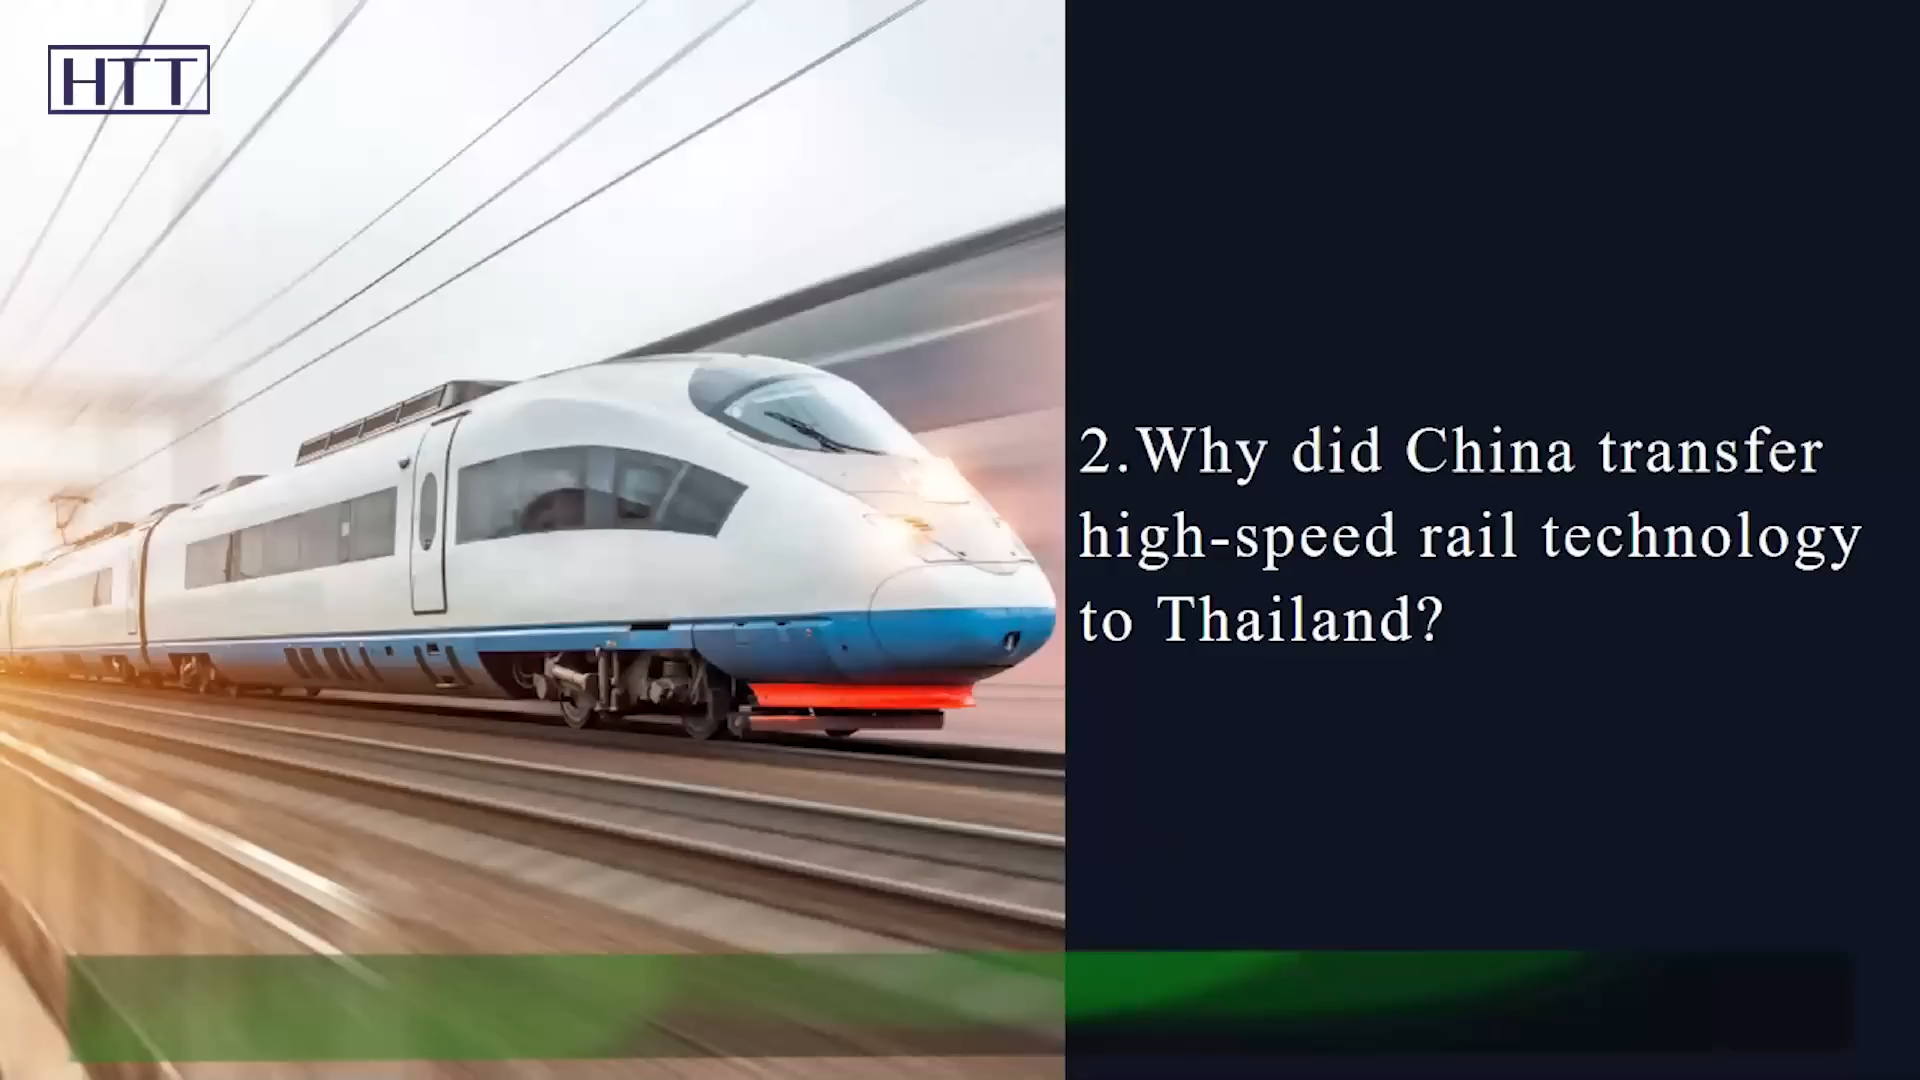 HTT
2.Why did China transfer
high-speed rail technology
to Thailand?